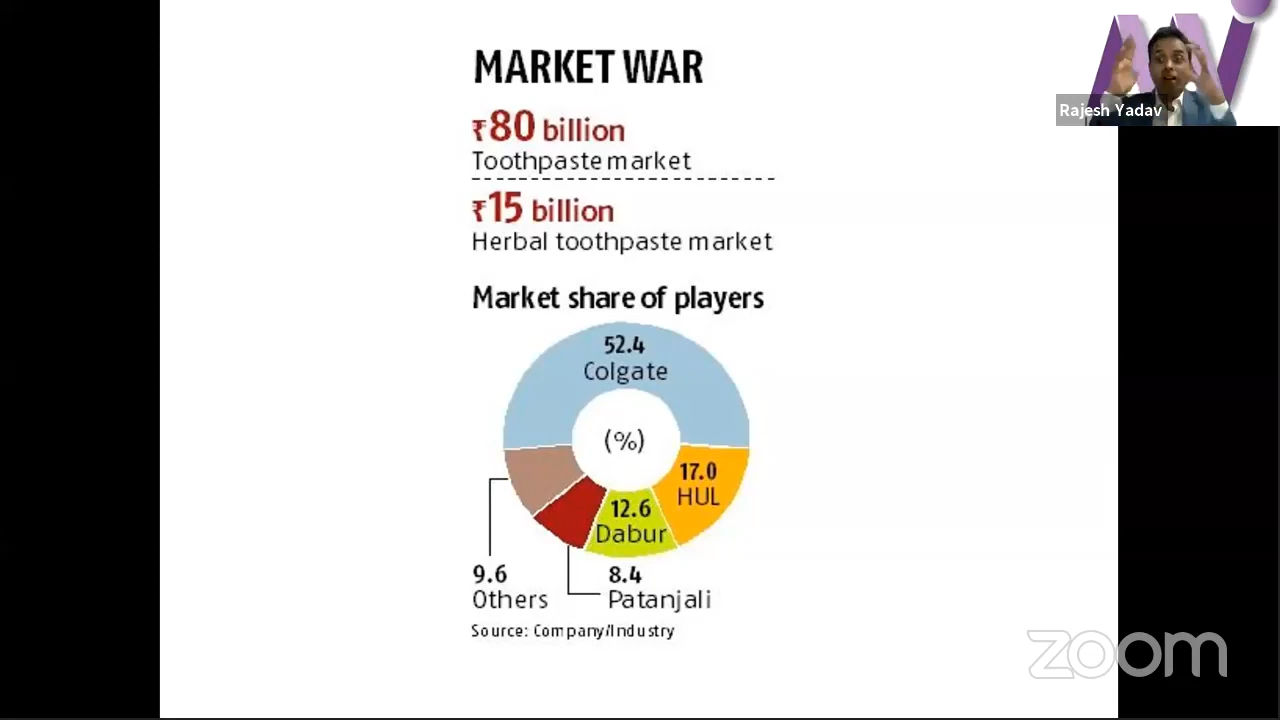 MARKET WAR
₹80 billion
Toothpaste market
₹15 billion
Herbal toothpaste market
Market share of players
52.4
Colgate
(%)
17.0
HUL
12.6
Dabur
9.6
Others
8.4
Patanjali
Source: Company/Industry
Rajesh Yadav
zoom